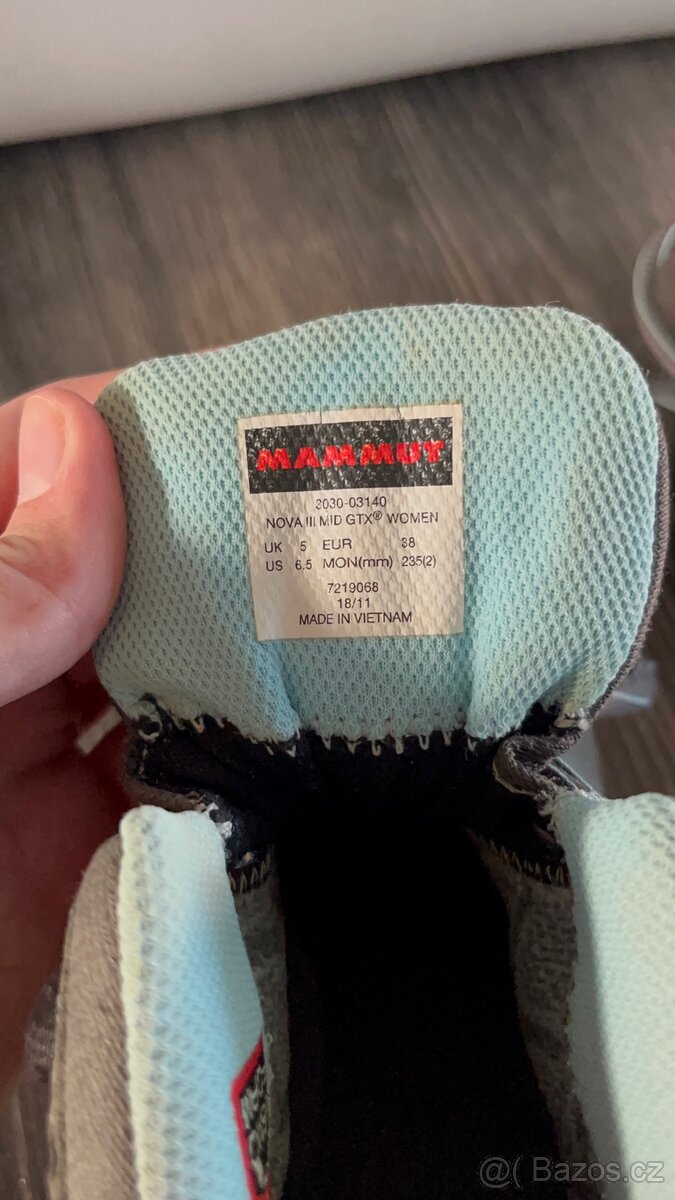 MAMMUT
3030-03140
NOVA III MID GTX® WOMEN
UK 5 EUR 38
US 6.5 MON(mm) 235(2)
7219068
18/11
MADE IN VIETNAM
@( Bazos.cz